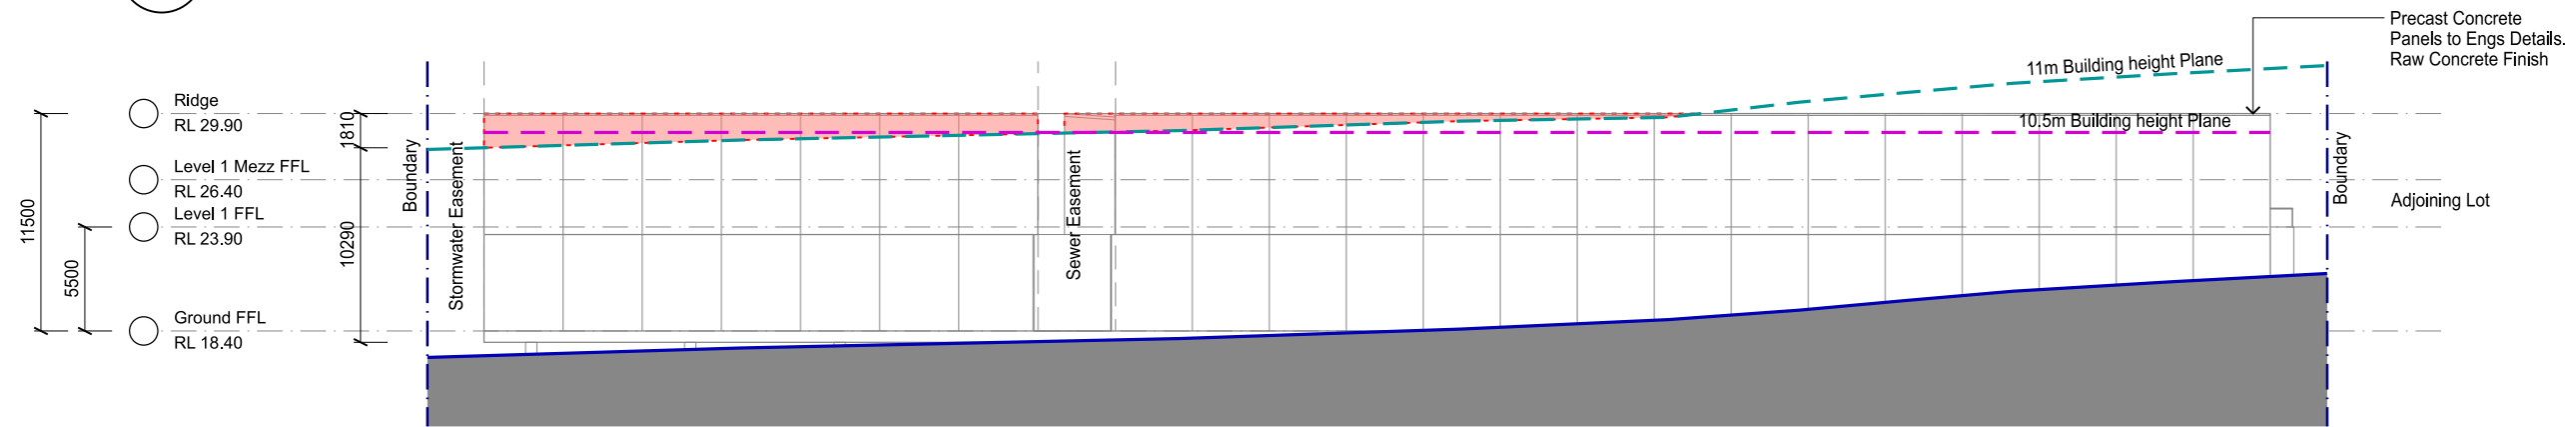 Precast Concrete
Panels to Engs Details.
Raw Concrete Finish
11m Building height Plane
10.5m Building height Plane
Ridge
RL 29.90
Level 1 Mezz FFL
RL 26.40
Level 1 FFL
RL 23.90
Ground FFL
RL 18.40
11500
5500
1810
10290
Boundary
Stormwater Easement
Sewer Easement
Boundary
Adjoining Lot